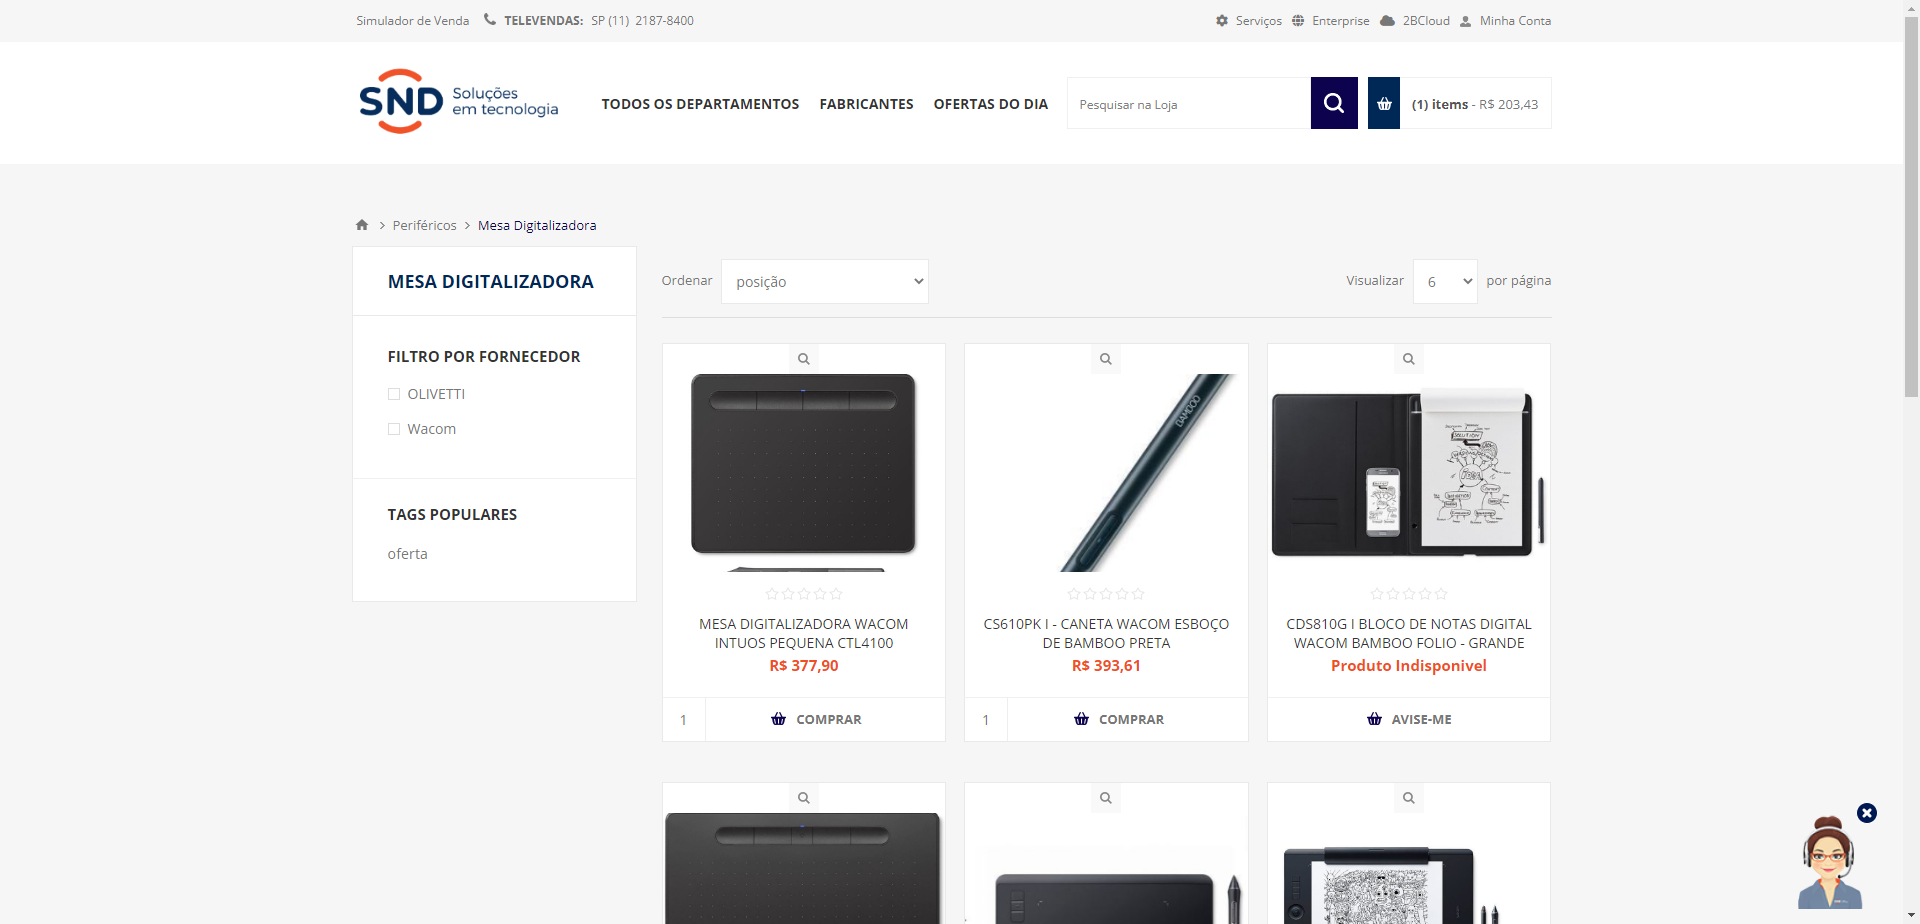 Simulador de Venda TELEVENDAS: SP (11) 2187-8400 Serviços Enterprise 2BCloud Minha Conta
SND Soluções em tecnologia
TODOS OS DEPARTAMENTOS FABRICANTES OFERTAS DO DIA Pesquisar na Loja (1) items - R$ 203,43
Periféricos Mesa Digitalizadora
MESA DIGITALIZADORA
FILTRO POR FORNECEDOR
OLIVETTI
Wacom
TAGS POPULARES
oferta
Ordenar posição Visualizar 6 por página
BAMBOO
SOLUTION
MESA DIGITALIZADORA WACOM
INTUOS PEQUENA CTL4100
R$ 377,90
1 COMPRAR
CS610PK I - CANETA WACOM ESBOÇO
DE BAMBOO PRETA
R$ 393,61
1 COMPRAR
CDS810G I BLOCO DE NOTAS DIGITAL
WACOM BAMBOO FOLIO - GRANDE
Produto Indisponivel
AVISE-ME